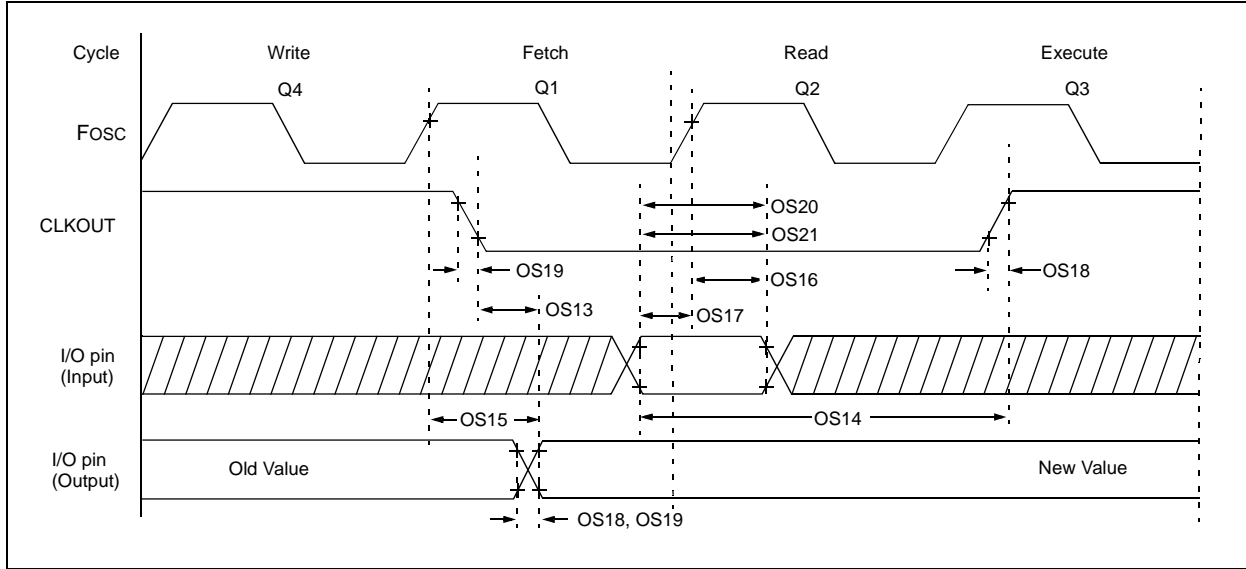 Cycle Write Fetch Read Execute
Q4 Q1 Q2 Q3
FOSC
CLKOUT
OS20
OS21
OS19 OS16 OS18
OS13 OS17
I/O pin
(Input)
OS15 OS14
I/O pin
(Output)
Old Value New Value
OS18, OS19